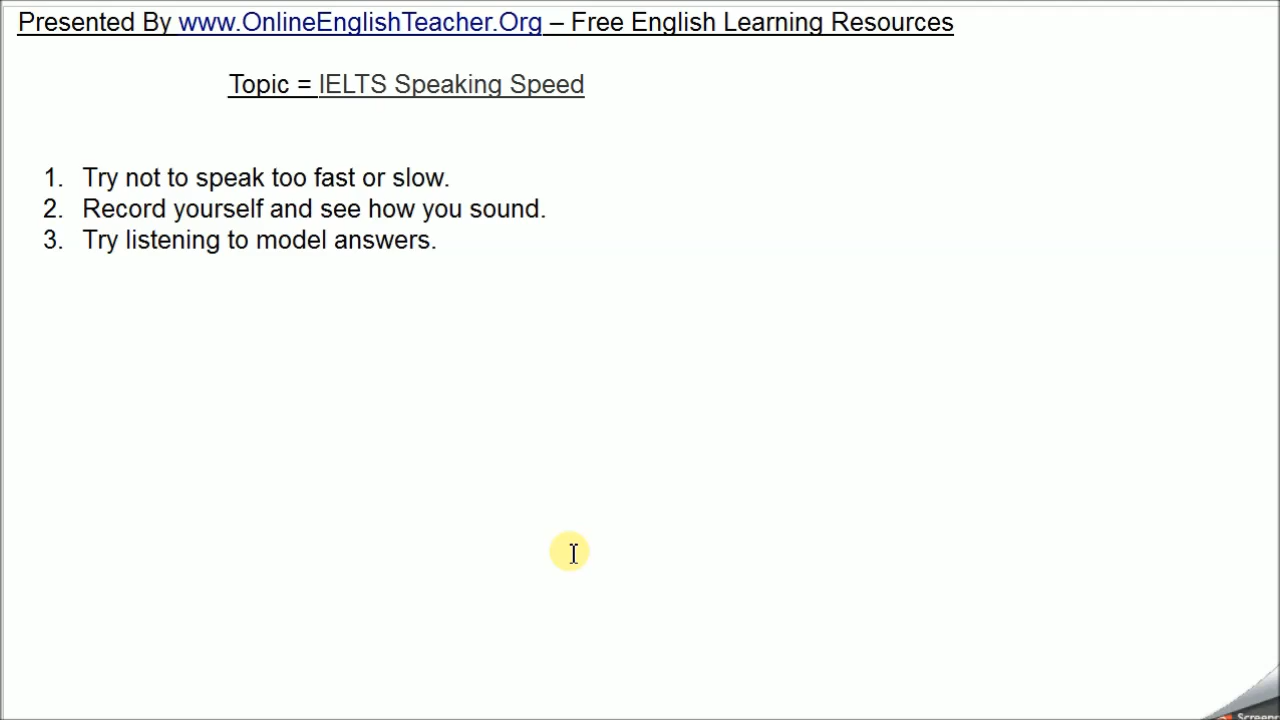 Presented By www.OnlineEnglishTeacher.Org – Free English Learning Resources
Topic = IELTS Speaking Speed
1. Try not to speak too fast or slow.
2. Record yourself and see how you sound.
3. Try listening to model answers.